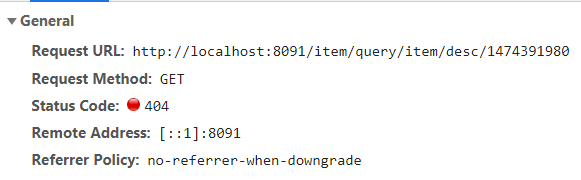 General
Request URL: http://localhost:8091/item/query/item/desc/1474391980
Request Method: GET
Status Code: 404
Remote Address: [::1]:8091
Referrer Policy: no-referrer-when-downgrade